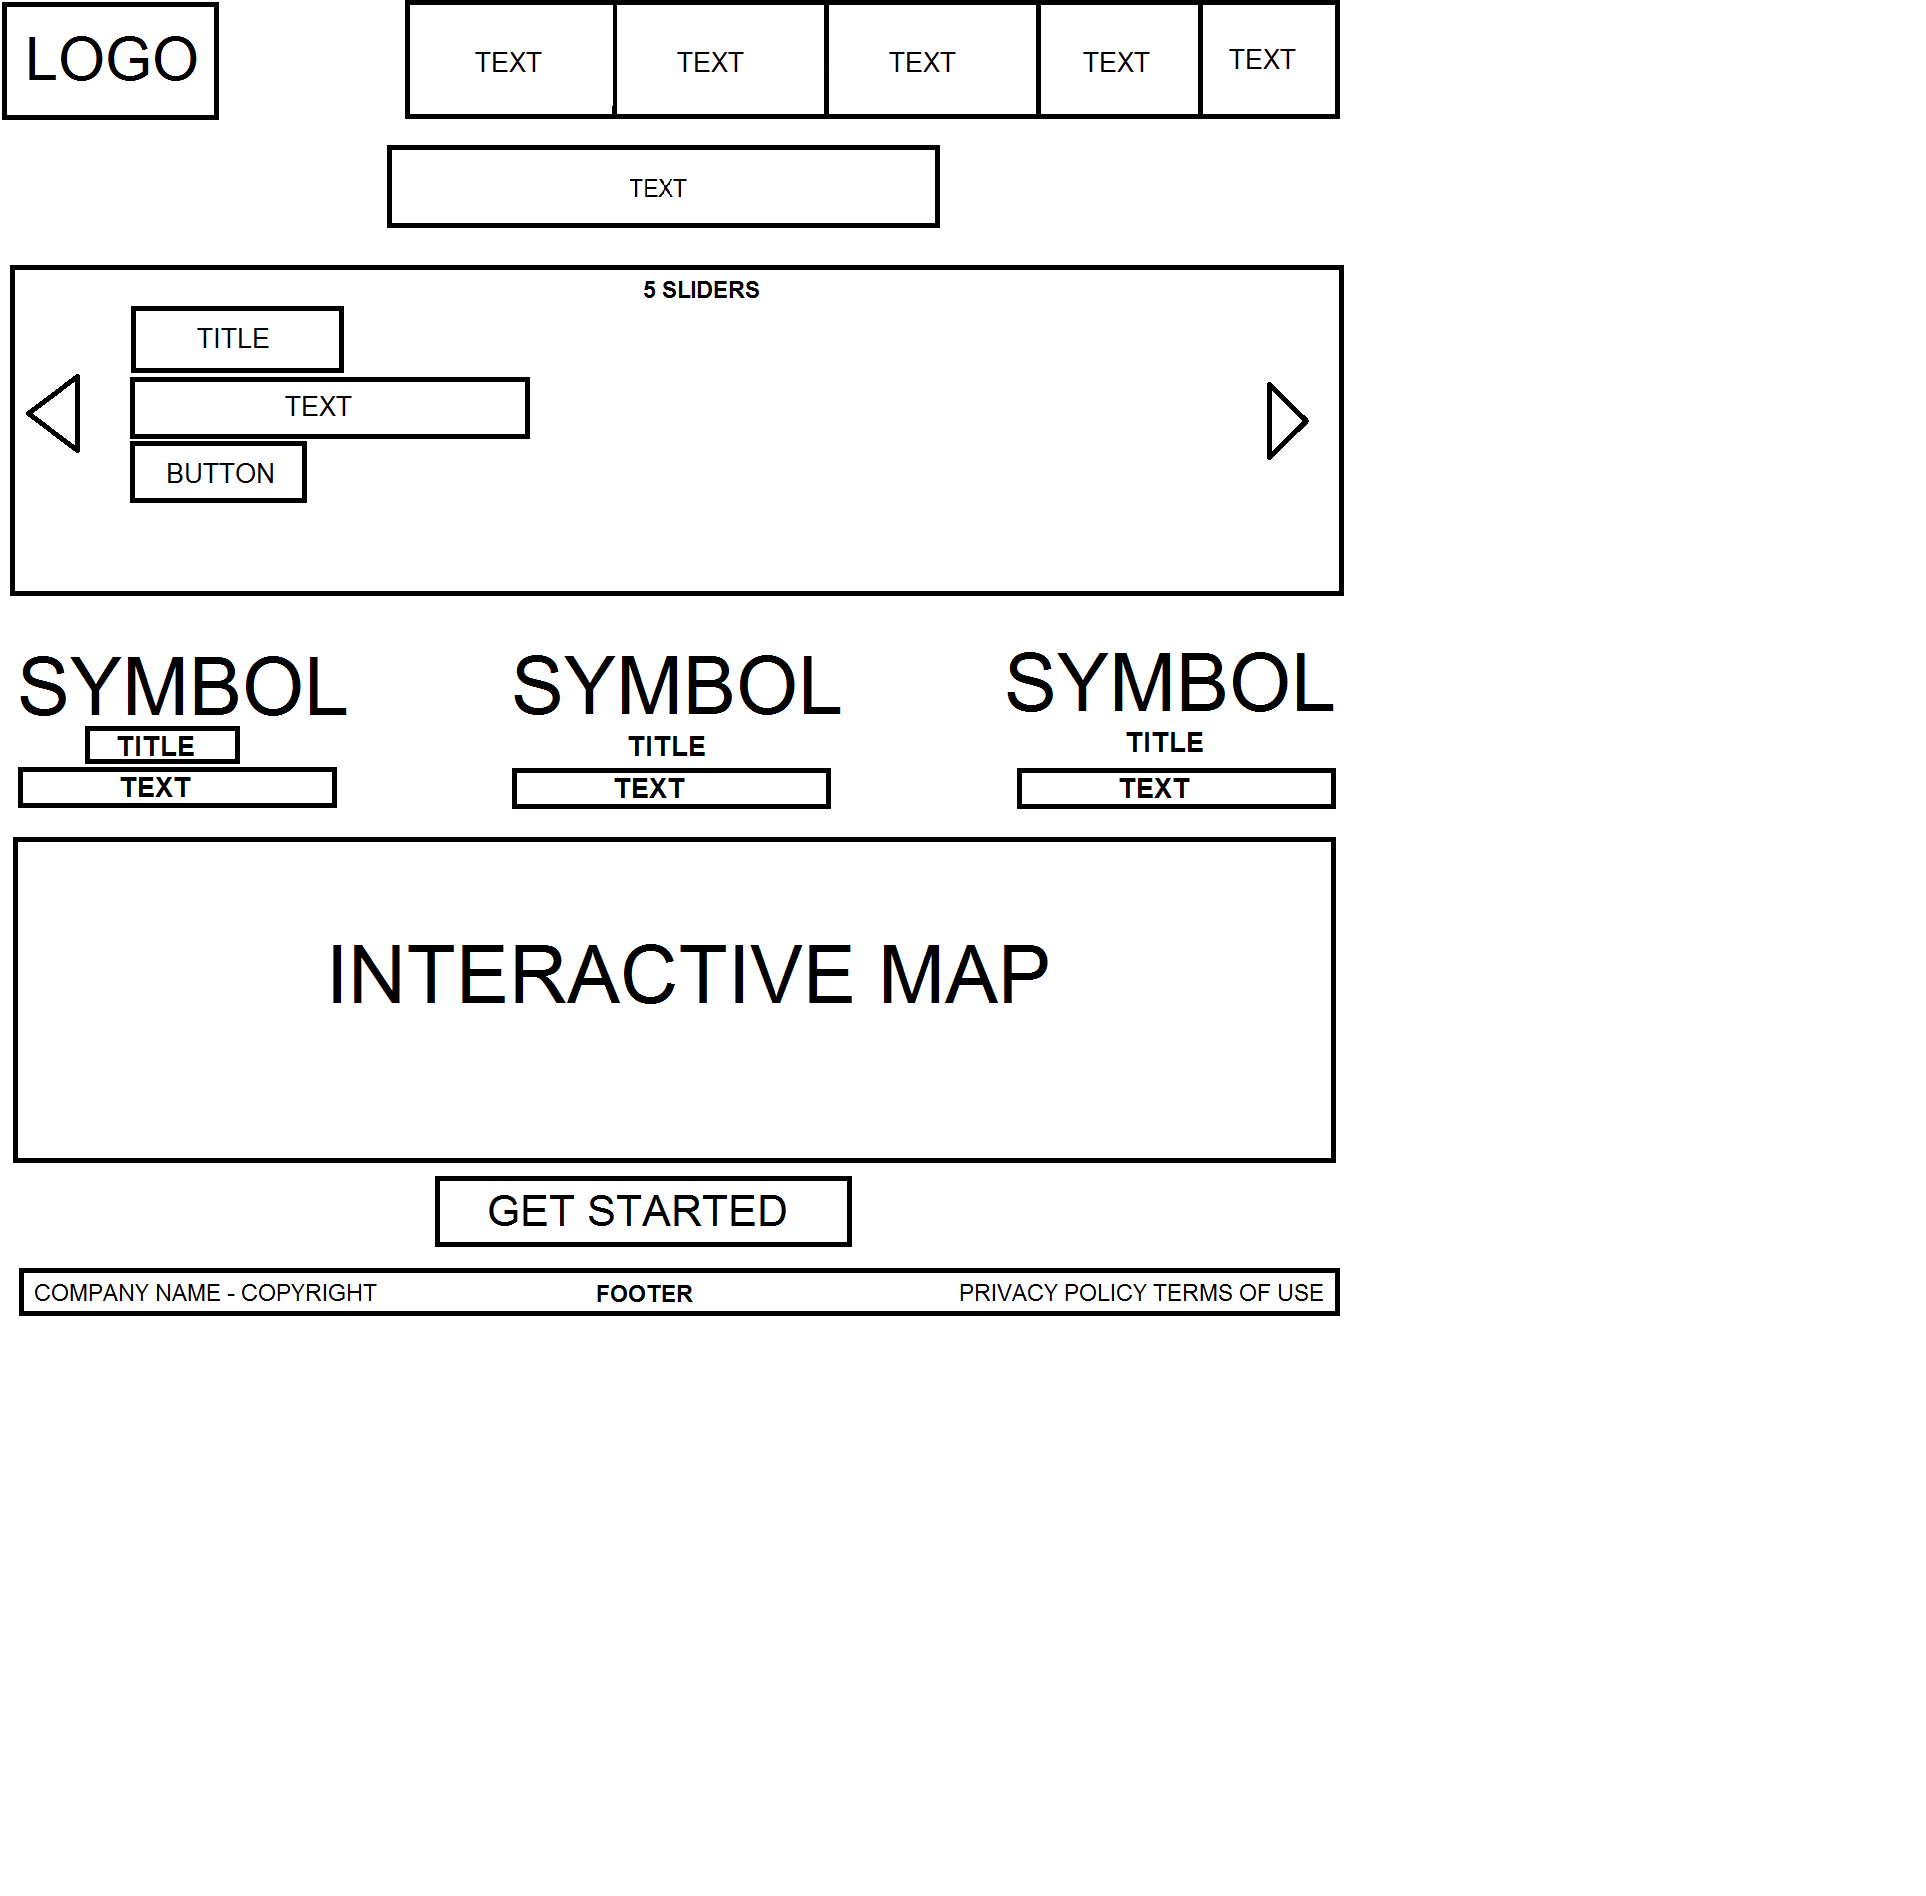 LOGO
TEXT TEXT TEXT TEXT TEXT
TEXT
5 SLIDERS
TITLE
TEXT
BUTTON
SYMBOL SYMBOL SYMBOL
TITLE TITLE TITLE
TEXT TEXT TEXT
INTERACTIVE MAP
GET STARTED
COMPANY NAME - COPYRIGHT FOOTER PRIVACY POLICY TERMS OF USE